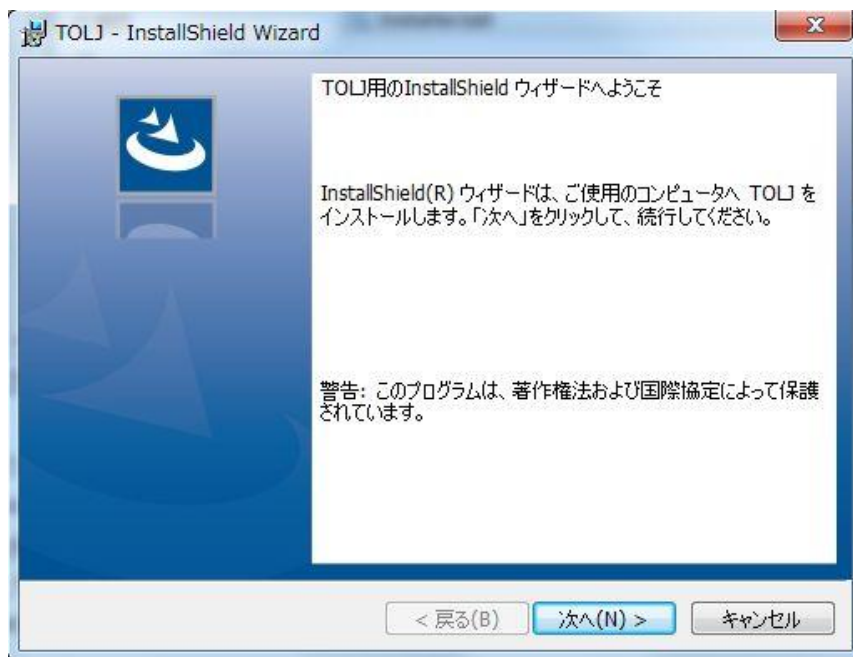 TOLJ - InstallShield Wizard
TOLJ用のInstallShield ウィザードへようこそ
InstallShield(R) ウィザードは、ご使用のコンピュータへ TOLJ を
インストールします。「次へ」をクリックして、続行してください。
警告: このプログラムは、著作権法および国際協定によって保護
されています。
< 戻る(B)
次へ(N) >
キャンセル